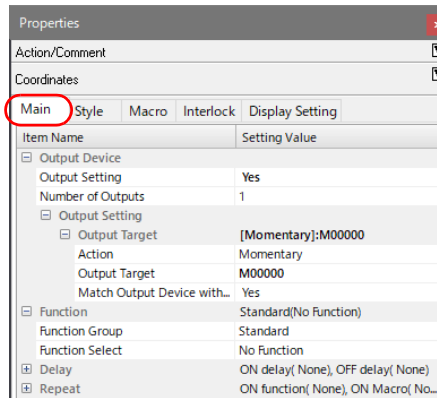 Properties
Action/Comment
Coordinates
Main Style Macro Interlock Display Setting
Item Name Setting Value
Output Device
Output Setting Yes
Number of Outputs 1
Output Setting
Output Target [Momentary]:M00000
Action Momentary
Output Target M00000
Match Output Device with... Yes
Function Standard(No Function)
Function Group Standard
Function Select No Function
Delay ON delay( None), OFF delay( None)
Repeat ON function( None), ON Macro( No...